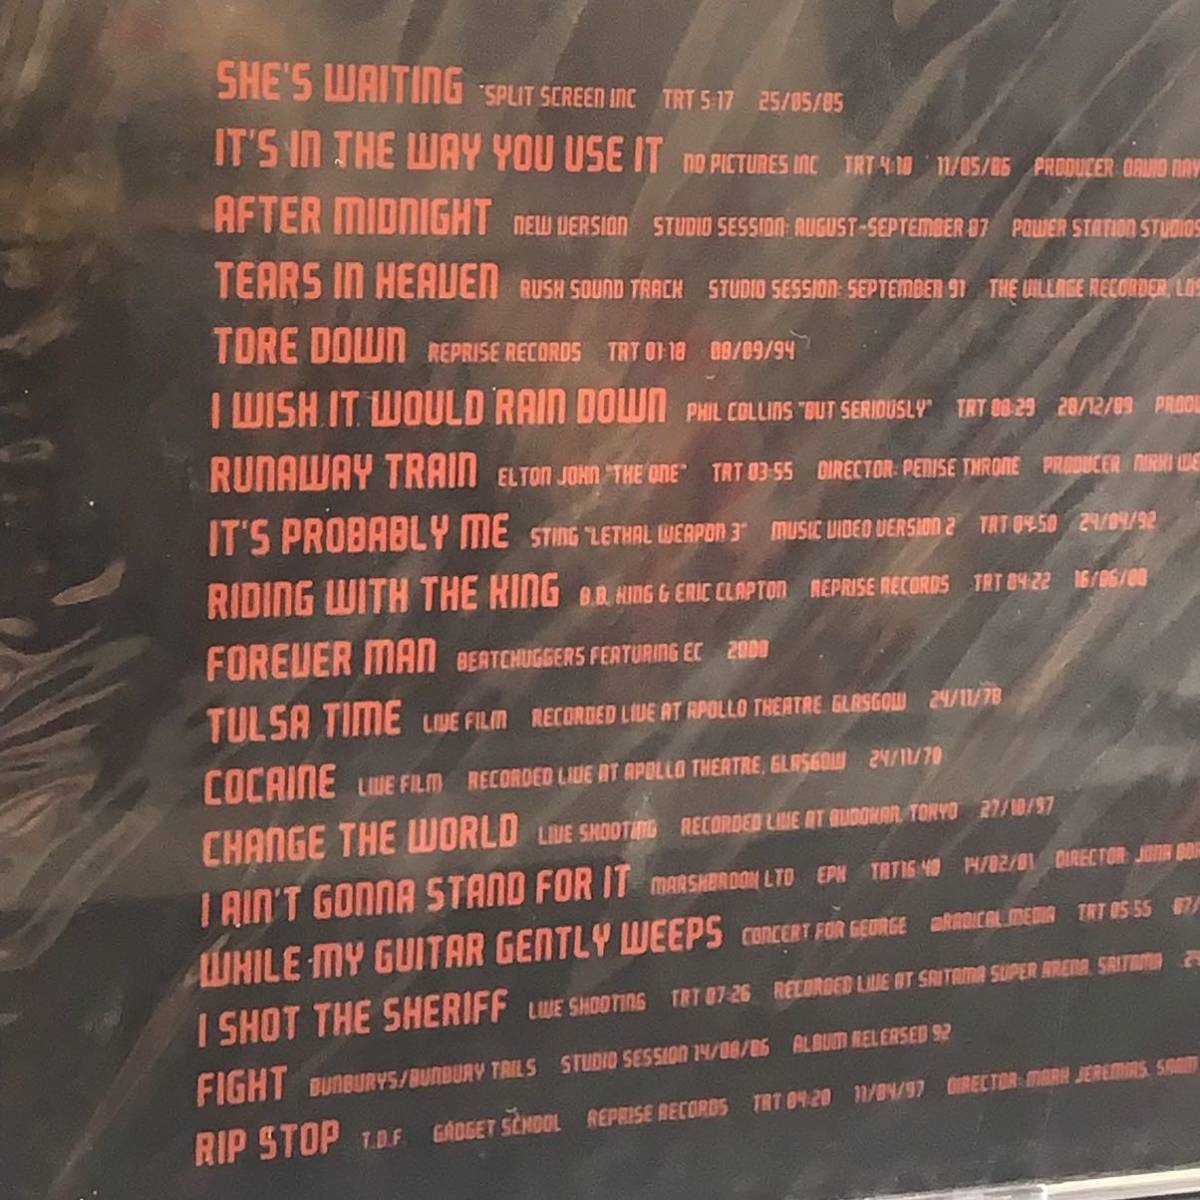 SHE'S WAITING SPLIT SCREEN INC TRT 5:17 25/05/85
IT'S IN THE WAY YOU USE IT NO PICTURES INC TRT 4:10 11/05/86 PRODUCER: DAVID
AFTER MIDNIGHT NEW VERSION STUDIO SESSION: AUGUST-SEPTEMBER 87 POWER STATION STUDIOS
TEARS IN HEAVEN RUSH SOUND TRACK STUDIO SESSION: SEPTEMBER 91 THE VILLAGE RECORDER,
TORE DOWN REPRISE RECORDS TRT 01:18 08/09/94
I WISH IT WOULD RAIN DOWN PHIL COLLINS "BUT SERIOUSLY" TRT 08:29 20/12/89
RUNAWAY TRAIN ELTON JOHN "THE ONE" TRT 03:55 DIRECTOR: PENISE THRONE PRODUCER NIKKI
IT'S PROBABLY ME STING "LETHAL WEAPON 3" MUSIC VIDEO VERSION 2 TRT 04:50 24/04/92
RIDING WITH THE KING B.B. KING & ERIC CLAPTON REPRISE RECORDS TRT 04:22 16/06/00
FOREVER MAN BEATCHUGGERS FEATURING EC 2000
TULSA TIME LIVE FILM RECORDED LIVE AT APOLLO THEATRE GLASGOW 24/11/78
COCAINE LIVE FILM RECORDED LIVE AT APOLLO THEATRE, GLASGOW 24/11/78
CHANGE THE WORLD LIVE SHOOTING RECORDED LIVE AT BUDOKAN, TOKYO 27/10/97
I AIN'T GONNA STAND FOR IT MARSHBROOK LTD EPK TRT16:40 14/02/01 DIRECTOR: JOHN
WHILE MY GUITAR GENTLY WEEPS CONCERT FOR GEORGE @RADICAL.MEDIA TRT 05:55
I SHOT THE SHERIFF LIVE SHOOTING TRT 07:26 RECORDED LIVE AT SAITAMA SUPER ARENA, SAITAMA
FIGHT BUNBURYS/BUNBURY TAILS STUDIO SESSION 14/08/86 ALBUM RELEASED 92
RIP STOP T.D.F. GADGET SCHOOL REPRISE RECORDS TRT 04:20 11/04/97 DIRECTOR: MARK JEREMIAS,